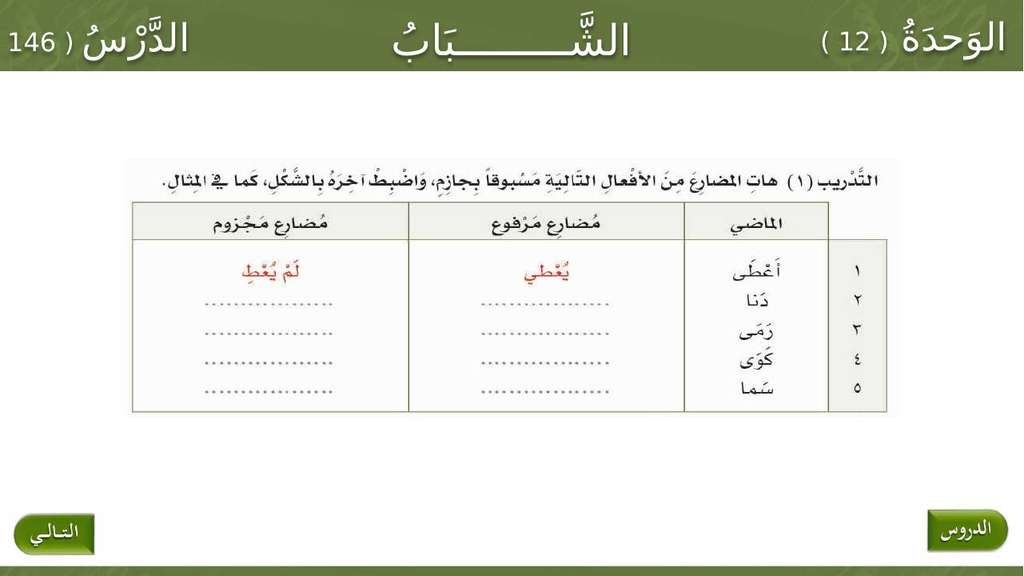 الوَحدَةُ ( 12 ) الشَّـــــــــبَابُ الدَّرْسُ ( 146
التَّدْريب (١) هاتِ المضارِعَ مِنَ الأفْعالِ التّالِيَةِ مَسْبوقاً بِجازِمٍ، وَاضْبِطْ آخِرَهُ بِالشَّكْلِ، كَما في المِثالِ.
الماضي مُضارِع مَرْفوع مُضارِع مَجْزوم
١ أَعْطَى يُعْطي لَمْ يُعْطِ
٢ دَنا ................. .................
٣ رَمَى ................. .................
٤ كَوَى ................. .................
٥ سَما ................. .................
الدروس التـالـي